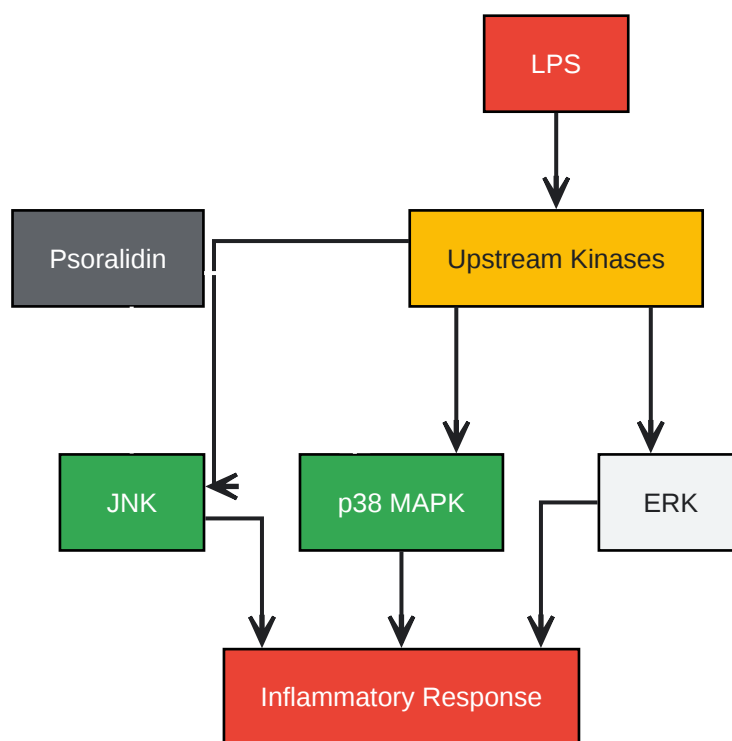 LPS
Psoralidin
Upstream Kinases
JNK
p38 MAPK
ERK
Inflammatory Response